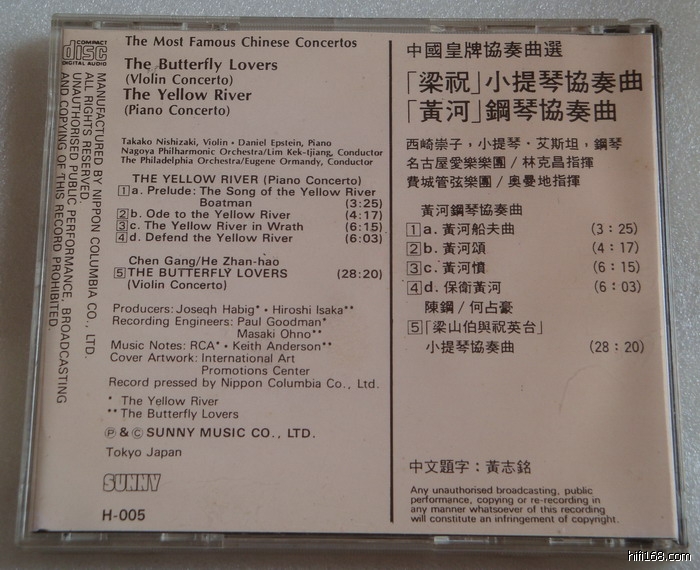 COMPACT
disc
DIGITAL AUDIO
MANUFACTURED BY NIPPON COLUMBIA CO., LTD.
ALL RIGHTS RESERVED
UNAUTHORISED PUBLIC PERFORMANCE, BROADCASTING
AND COPYING OF THIS RECORD PROHIBITED.
The Most Famous Chinese Concertos
The Butterfly Lovers
(Vlolin Concerto)
The Yellow River
(Piano Concerto)
Takako Nishizaki, Violin • Daniel Epstein, Piano
Nagoya Philharmonic Orchestra/Lim Kek-tjiang, Conductor
The Philadelphia Orchestra/Eugene Ormandy, Conductor
THE YELLOW RIVER (Piano Concerto)
1 a. Prelude: The Song of the Yellow River
Boatman (3:25)
2 b. Ode to the Yellow River (4:17)
3 c. The Yellow River in Wrath (6:15)
4 d. Defend the Yellow River (6:03)
Chen Gang/He Zhan-hao
5 THE BUTTERFLY LOVERS (28:20)
(Violin Concerto)
Producers: Joseqh Habig* • Hiroshi Isaka**
Recording Engineers: Paul Goodman*
Masaki Ohno**
Music Notes: RCA* • Keith Anderson**
Cover Artwork: International Art
Promotions Center
Record pressed by Nippon Columbia Co., Ltd.
* The Yellow River
** The Butterfly Lovers
Ⓟ & © SUNNY MUSIC CO., LTD.
Tokyo Japan
SUNNY
H-005
中國皇牌協奏曲選
「梁祝」小提琴協奏曲
「黃河」鋼琴協奏曲
西崎崇子，小提琴・艾斯坦，鋼琴
名古屋愛樂樂團/林克昌指揮
費城管弦樂團/奧曼地指揮
黃河鋼琴協奏曲
1 a. 黃河船夫曲 (3:25)
2 b. 黃河頌 (4:17)
3 c. 黃河憤 (6:15)
4 d. 保衛黃河 (6:03)
陳鋼/何占豪
5 「梁山伯與祝英台」
小提琴協奏曲 (28:20)
中文題字：黃志銘
Any unauthorised broadcasting, public
performance, copying or re-recording in
any manner whatsoever of this recording
will constitute an infringement of copyright.
hifi168.com